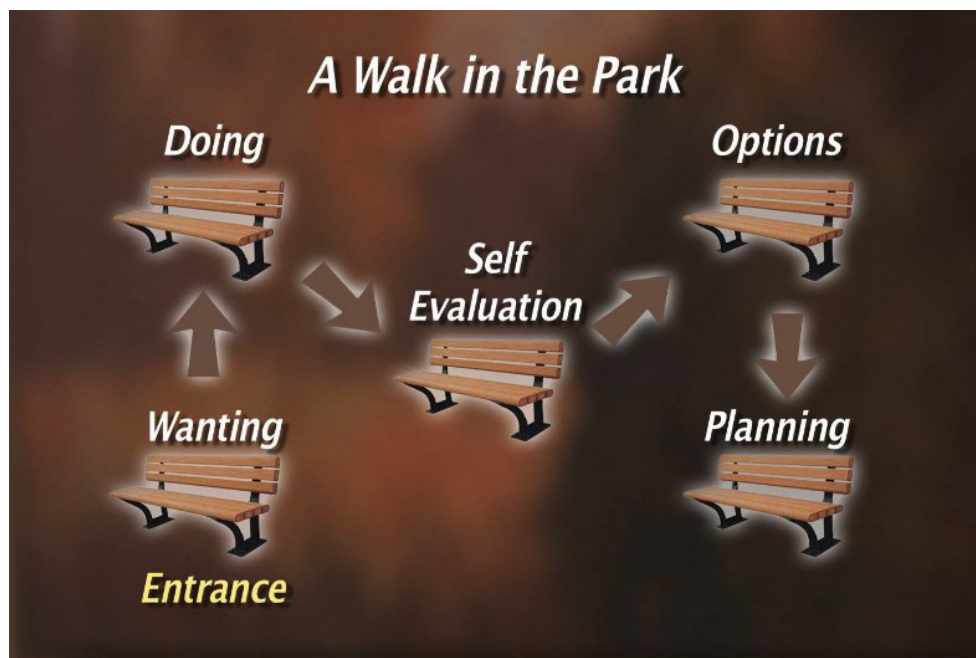 A Walk in the Park
Doing
Options
Self
Evaluation
Wanting
Planning
Entrance